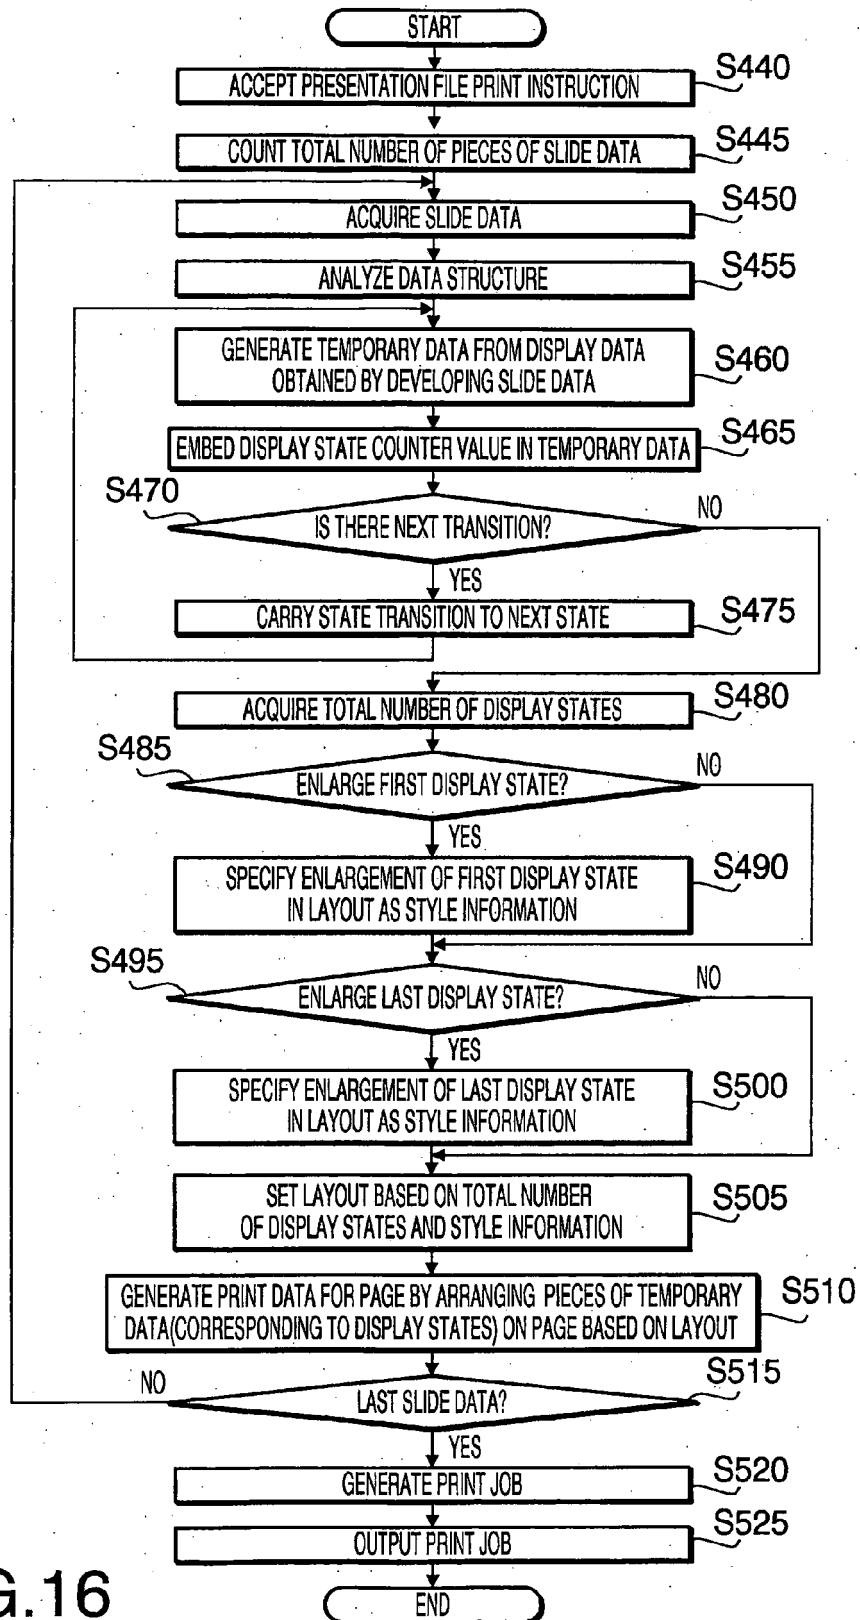 START
ACCEPT PRESENTATION FILE PRINT INSTRUCTION
S440
COUNT TOTAL NUMBER OF PIECES OF SLIDE DATA
S445
ACQUIRE SLIDE DATA
S450
ANALYZE DATA STRUCTURE
S455
GENERATE TEMPORARY DATA FROM DISPLAY DATA
OBTAINED BY DEVELOPING SLIDE DATA
S460
EMBED DISPLAY STATE COUNTER VALUE IN TEMPORARY DATA
S465
S470
IS THERE NEXT TRANSITION?
NO
YES
CARRY STATE TRANSITION TO NEXT STATE
S475
ACQUIRE TOTAL NUMBER OF DISPLAY STATES
S480
S485
ENLARGE FIRST DISPLAY STATE?
NO
YES
SPECIFY ENLARGEMENT OF FIRST DISPLAY STATE
IN LAYOUT AS STYLE INFORMATION
S490
S495
ENLARGE LAST DISPLAY STATE?
NO
YES
SPECIFY ENLARGEMENT OF LAST DISPLAY STATE
IN LAYOUT AS STYLE INFORMATION
S500
SET LAYOUT BASED ON TOTAL NUMBER
OF DISPLAY STATES AND STYLE INFORMATION
S505
GENERATE PRINT DATA FOR PAGE BY ARRANGING PIECES OF TEMPORARY
DATA(CORRESPONDING TO DISPLAY STATES) ON PAGE BASED ON LAYOUT
S510
NO
LAST SLIDE DATA?
S515
YES
GENERATE PRINT JOB
S520
OUTPUT PRINT JOB
S525
END
G.16